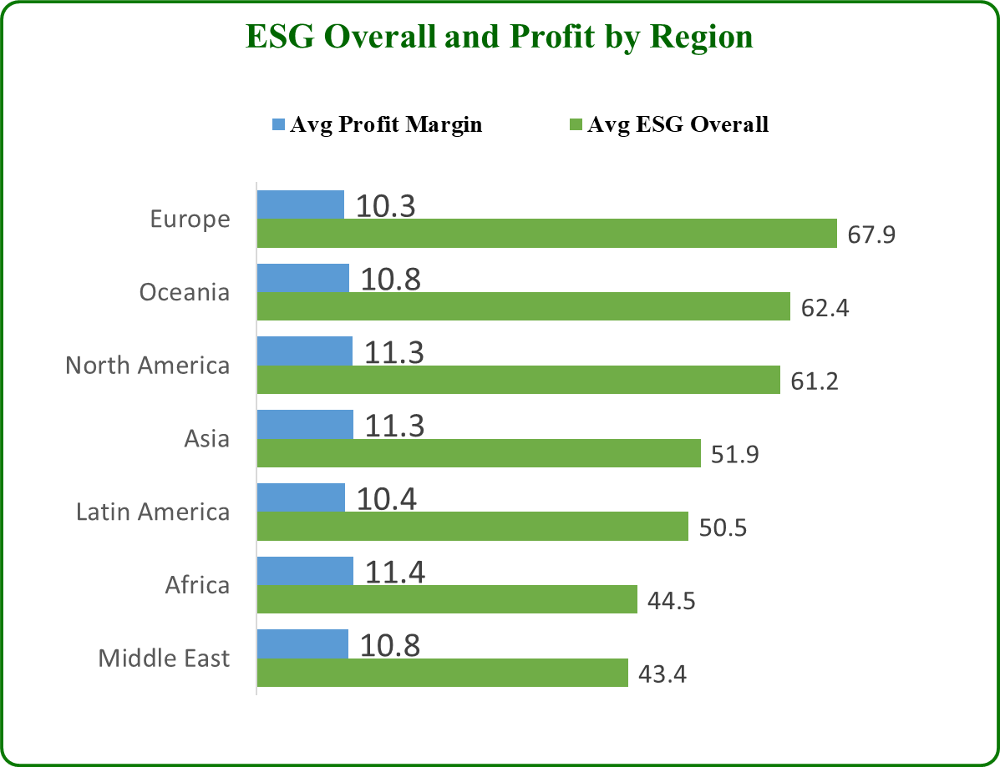 ESG Overall and Profit by Region
Avg Profit Margin Avg ESG Overall
Europe 10.3
67.9
Oceania 10.8
62.4
North America 11.3
61.2
Asia 11.3
51.9
Latin America 10.4
50.5
Africa 11.4
44.5
Middle East 10.8
43.4